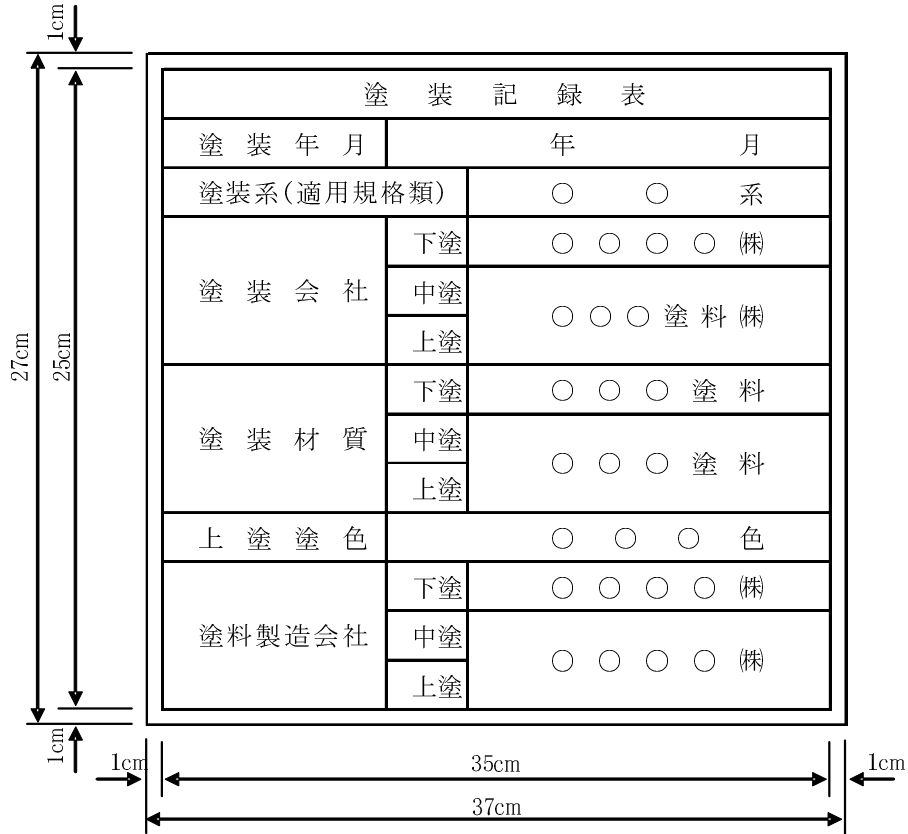 1cm
塗装記録表
塗装年月 年 月
塗装系(適用規格類) ○ ○ 系
塗装会社 下塗 ○○○○㈱
中塗 ○○○塗料㈱
上塗
塗装材質 下塗 ○○○塗料
中塗 ○○○塗料
上塗
上塗塗色 ○○○色
塗料製造会社 下塗 ○○○○㈱
中塗 ○○○○㈱
上塗
27cm
25cm
1cm
1cm 35cm 1cm
37cm